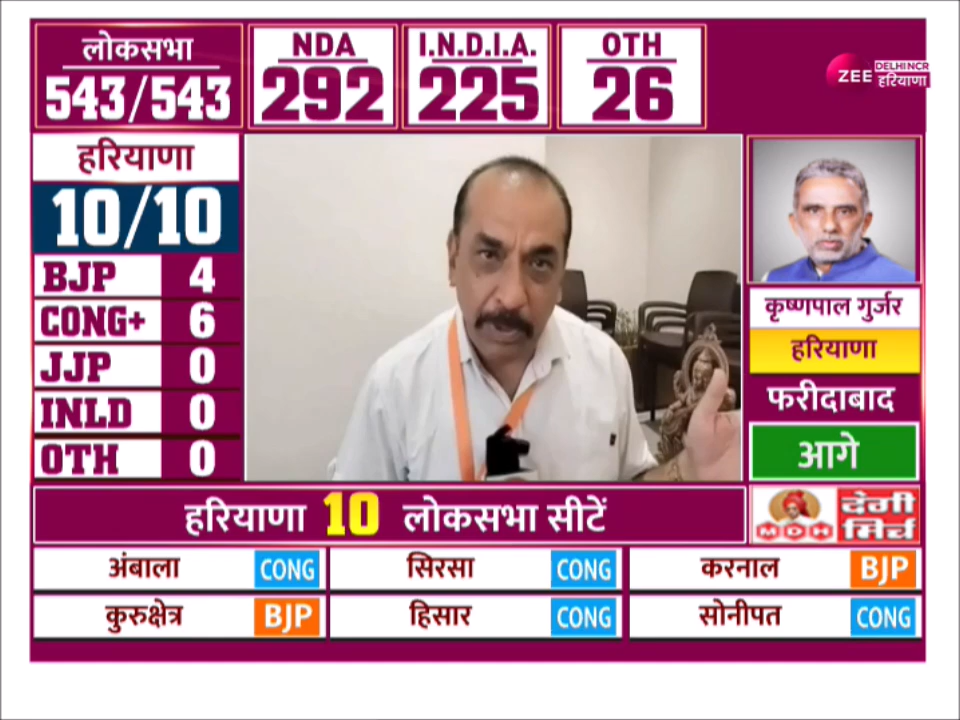 लोकसभा
543/543
NDA
292
I.N.D.I.A.
225
OTH
26
ZEE DELHI NCR
हरियाणा
हरियाणा
10/10
BJP 4
CONG+ 6
JJP 0
INLD 0
OTH 0
कृष्णपाल गुर्जर
हरियाणा
फरीदाबाद
आगे
हरियाणा 10 लोकसभा सीटें
MDH
देगी
मिर्च
अंबाला CONG सिरसा CONG करनाल BJP
कुरुक्षेत्र BJP हिसार CONG सोनीपत CONG